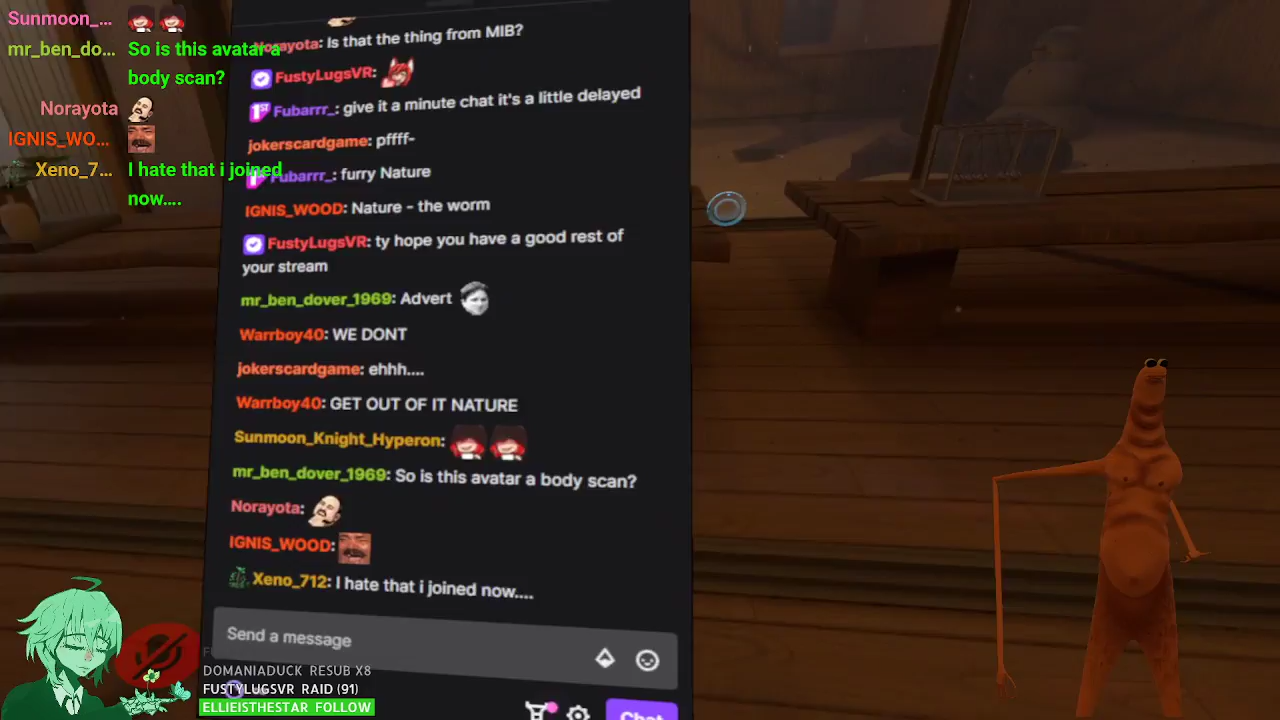 Sunmoon_...
mr_ben_do... So is this avatar a
body scan?
Norayota
IGNIS_WO...
Xeno_7... I hate that i joined
now....
Norayota: Is that the thing from MIB?
FustyLugsVR:
Fubarrr_: give it a minute chat it's a little delayed
jokerscardgame: pffff-
Fubarrr_: furry Nature
IGNIS_WOOD: Nature - the worm
FustyLugsVR: ty hope you have a good rest of
your stream
mr_ben_dover_1969: Advert
Warrboy40: WE DONT
jokerscardgame: ehhh....
Warrboy40: GET OUT OF IT NATURE
Sunmoon_Knight_Hyperon:
mr_ben_dover_1969: So is this avatar a body scan?
Norayota:
IGNIS_WOOD:
Xeno_712: I hate that i joined now....
Send a message
Chat
DOMANIADUCK RESUB X8
FUSTYLUGSVR RAID (91)
ELLIEISTHESTAR FOLLOW